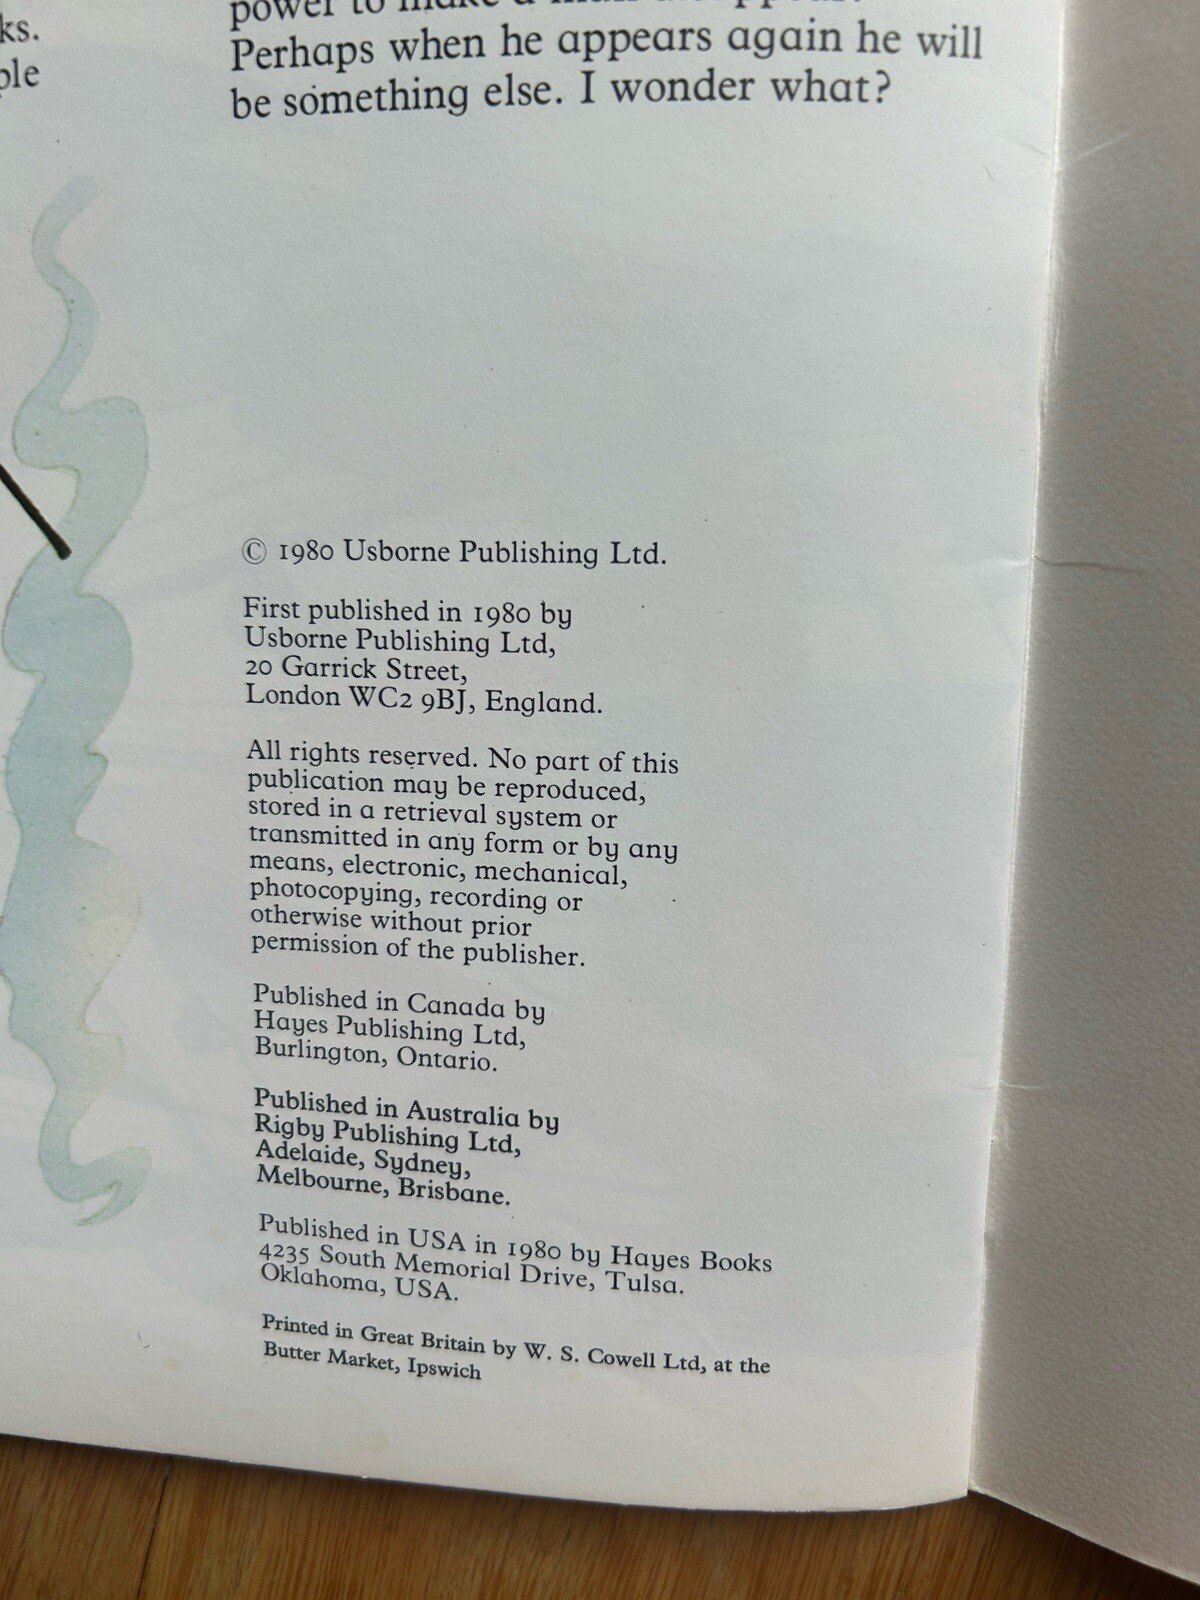 ks.
ple
power to make a man disappear?
Perhaps when he appears again he will
be something else. I wonder what?
© 1980 Usborne Publishing Ltd.
First published in 1980 by
Usborne Publishing Ltd,
20 Garrick Street,
London WC2 9BJ, England.
All rights reserved. No part of this
publication may be reproduced,
stored in a retrieval system or
transmitted in any form or by any
means, electronic, mechanical,
photocopying, recording or
otherwise without prior
permission of the publisher.
Published in Canada by
Hayes Publishing Ltd,
Burlington, Ontario.
Published in Australia by
Rigby Publishing Ltd,
Adelaide, Sydney,
Melbourne, Brisbane.
Published in USA in 1980 by Hayes Books
4235 South Memorial Drive, Tulsa.
Oklahoma, USA.
Printed in Great Britain by W. S. Cowell Ltd, at the
Butter Market, Ipswich